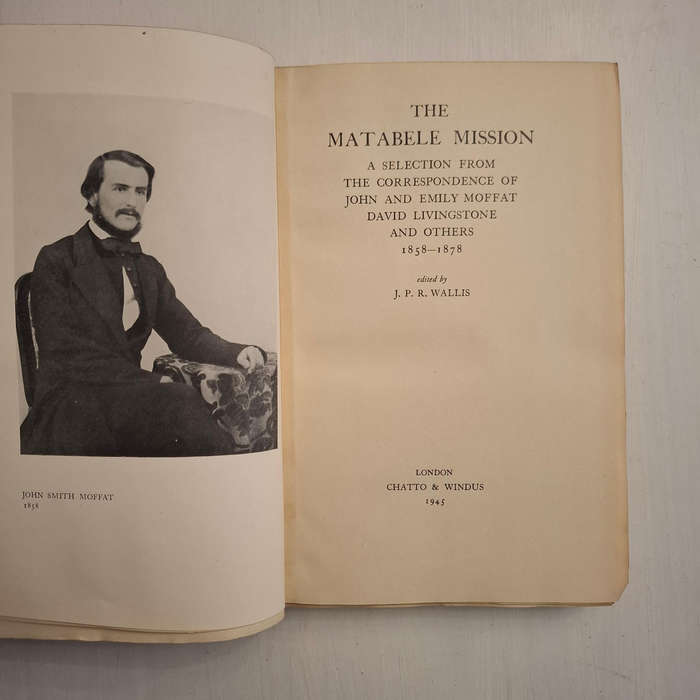 JOHN SMITH MOFFAT
1858
THE
MATABELE MISSION
A SELECTION FROM
THE CORRESPONDENCE OF
JOHN AND EMILY MOFFAT
DAVID LIVINGSTONE
AND OTHERS
1858—1878
edited by
J. P. R. WALLIS
LONDON
CHATTO & WINDUS
1945